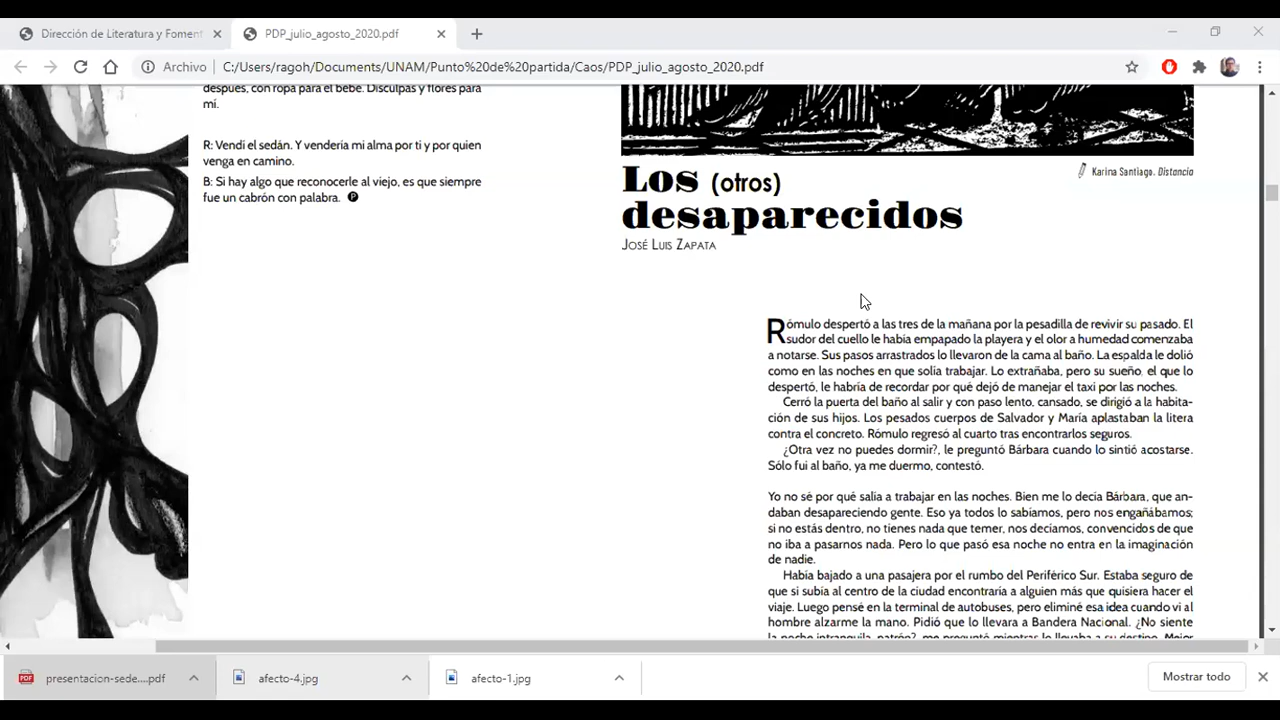 Dirección de Literatura y Foment
PDP_julio_agosto_2020.pdf
Archivo
C:/Users/ragoh/Documents/UNAM/Punto%20de%20partida/Caos/PDP_julio_agosto_2020.pdf
después, con ropa para el bebé. Disculpas y flores para
mí.
R: Vendí el sedán. Y vendería mi alma por ti y por quien
venga en camino.
B: Si hay algo que reconocerle al viejo, es que siempre
fue un cabrón con palabra. P
Karina Santiago. Distancia
Los (otros)
desaparecidos
José Luis Zapata
Rómulo despertó a las tres de la mañana por la pesadilla de revivir su pasado. El
sudor del cuello le había empapado la playera y el olor a humedad comenzaba
a notarse. Sus pasos arrastrados lo llevaron de la cama al baño. La espalda le dolió
como en las noches en que solía trabajar. Lo extrañaba, pero su sueño, el que lo
despertó, le habría de recordar por qué dejó de manejar el taxi por las noches.
Cerró la puerta del baño al salir y con paso lento, cansado, se dirigió a la habita-
ción de sus hijos. Los pesados cuerpos de Salvador y María aplastaban la litera
contra el concreto. Rómulo regresó al cuarto tras encontrarlos seguros.
¿Otra vez no puedes dormir?, le preguntó Bárbara cuando lo sintió acostarse.
Sólo fui al baño, ya me duermo, contestó.
Yo no sé por qué salía a trabajar en las noches. Bien me lo decía Bárbara, que an-
daban desapareciendo gente. Eso ya todos lo sabíamos, pero nos engañábamos;
si no estás dentro, no tienes nada que temer, nos decíamos, convencidos de que
no iba a pasarnos nada. Pero lo que pasó esa noche no entra en la imaginación
de nadie.
Había bajado a una pasajera por el rumbo del Periférico Sur. Estaba seguro de
que si subía al centro de la ciudad encontraría a alguien más que quisiera hacer el
viaje. Luego pensé en la terminal de autobuses, pero eliminé esa idea cuando vi al
hombre alzarme la mano. Pidió que lo llevara a Bandera Nacional. ¿No siente
la noche intranquila, patrón?, me preguntó mientras lo llevaba a su destino. Mejor
presentacion-sede....pdf
afecto-4.jpg
afecto-1.jpg
Mostrar todo